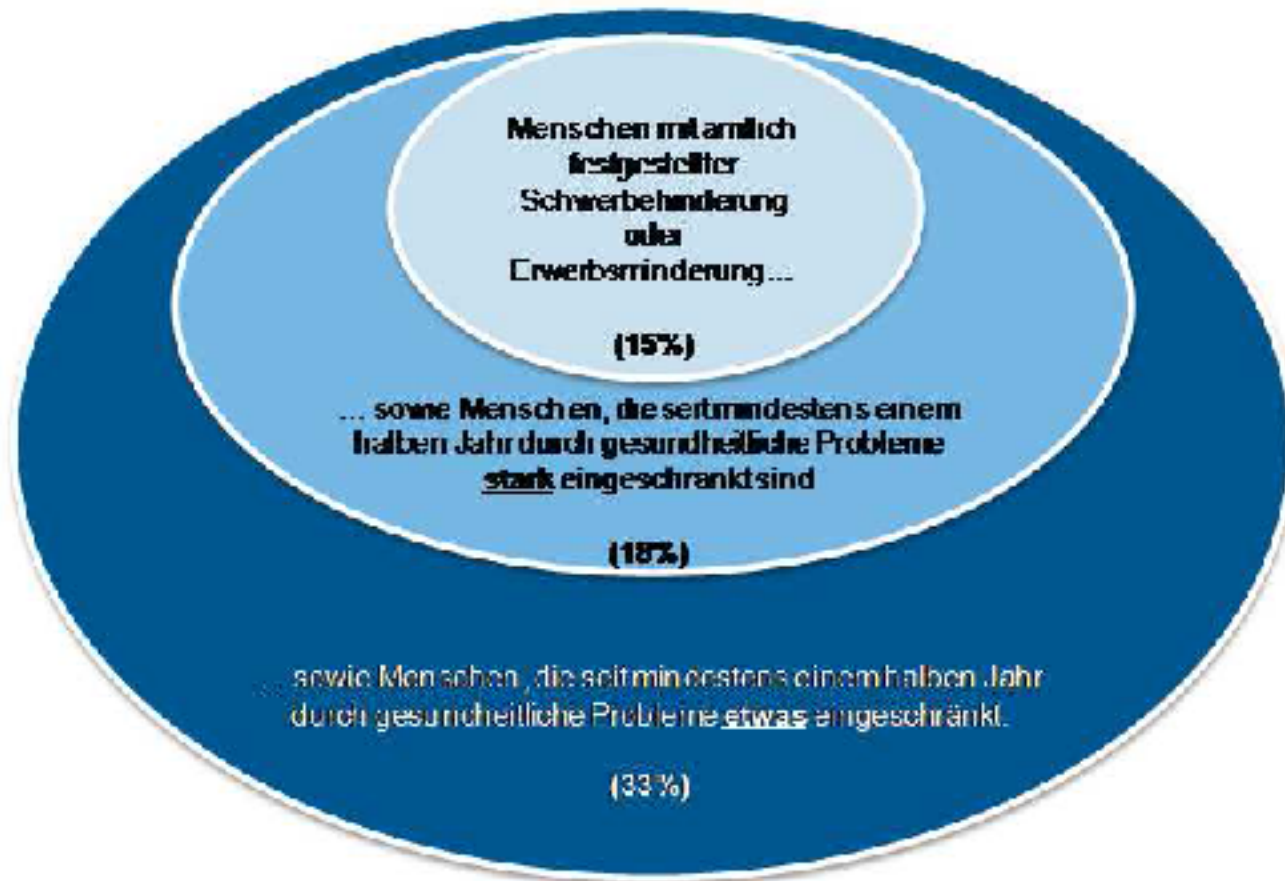 Menschen mit amtlich
festgestellter
Schwerbehinderung
oder
Erwerbsminderung ...
(15%)
... sowie Menschen, die seit mindestens einem
halben Jahr durch gesundheitliche Probleme
stark eingeschränkt sind
(18%)
... sowie Menschen, die seit mindestens einem halben Jahr
durch gesundheitliche Probleme etwas eingeschränkt.
(33%)